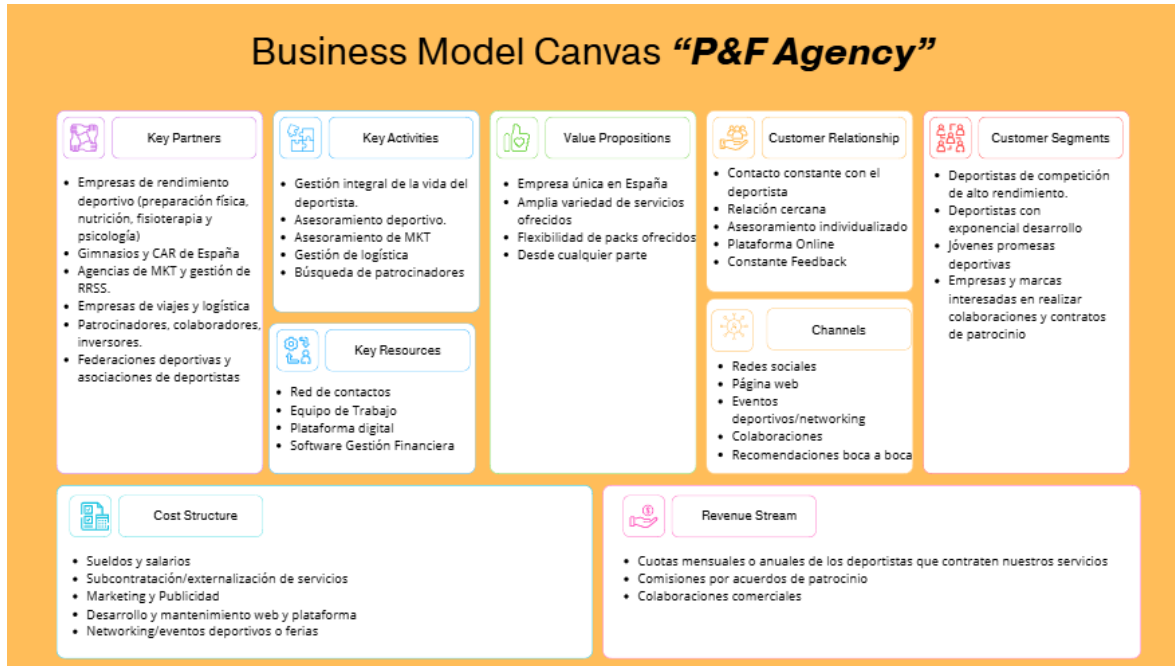 Business Model Canvas “P&F Agency”
Key Partners
• Empresas de rendimiento
deportivo (preparación física,
nutrición, fisioterapia y
psicología)
• Gimnasios y CAR de España
• Agencias de MKT y gestión de
RRSS.
• Empresas de viajes y logística
• Patrocinadores, colaboradores,
inversores.
• Federaciones deportivas y
asociaciones de deportistas
Key Activities
• Gestión integral de la vida del
deportista.
• Asesoramiento deportivo.
• Asesoramiento de MKT
• Gestión de logística
• Búsqueda de patrocinadores
Key Resources
• Red de contactos
• Equipo de Trabajo
• Plataforma digital
• Software Gestión Financiera
Value Propositions
• Empresa única en España
• Amplia variedad de servicios
ofrecidos
• Flexibilidad de packs ofrecidos
• Desde cualquier parte
Customer Relationship
• Contacto constante con el
deportista
• Relación cercana
• Asesoramiento individualizado
• Plataforma Online
• Constante Feedback
Channels
• Redes sociales
• Página web
• Eventos
deportivos/networking
• Colaboraciones
• Recomendaciones boca a boca
Customer Segments
• Deportistas de competición
de alto rendimiento.
• Deportistas con
exponencial desarrollo
• Jóvenes promesas
deportivas
• Empresas y marcas
interesadas en realizar
colaboraciones y contratos
de patrocinio
Cost Structure
• Sueldos y salarios
• Subcontratación/externalización de servicios
• Marketing y Publicidad
• Desarrollo y mantenimiento web y plataforma
• Networking/eventos deportivos o ferias
Revenue Stream
• Cuotas mensuales o anuales de los deportistas que contraten nuestros servicios
• Comisiones por acuerdos de patrocinio
• Colaboraciones comerciales